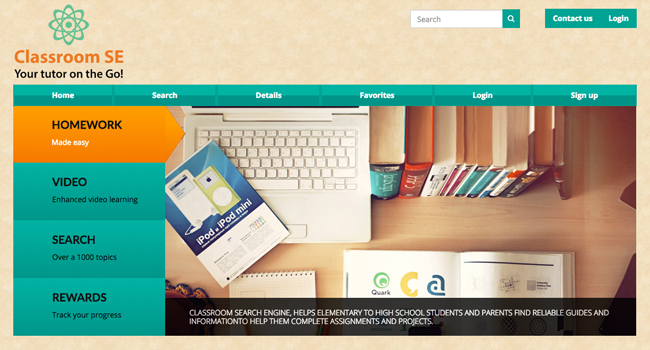 Search
Contact us Login
Classroom SE
Your tutor on the Go!
Home Search Details Favorites Login Sign up
HOMEWORK
Made easy
VIDEO
Enhanced video learning
SEARCH
Over a 1000 topics
REWARDS
Track your progress
iPod & iPod mini
Quark
CLASSROOM SEARCH ENGINE, HELPS ELEMENTARY TO HIGH SCHOOL STUDENTS AND PARENTS FIND RELIABLE GUIDES AND
INFORMATIONTO HELP THEM COMPLETE ASSIGNMENTS AND PROJECTS.